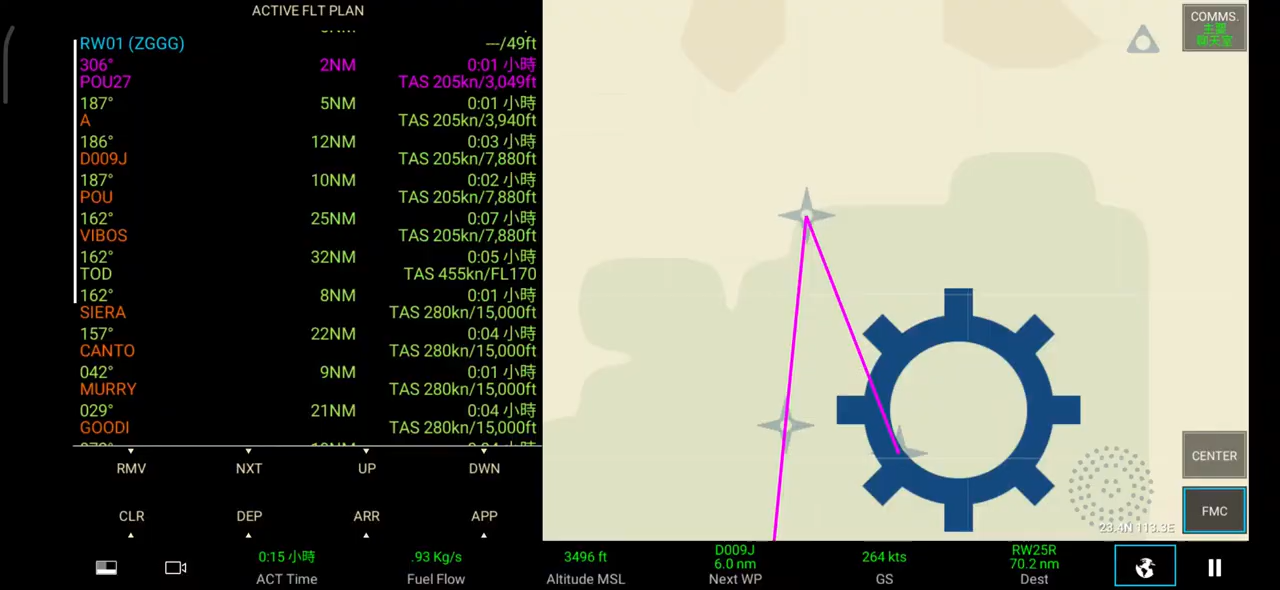 ACTIVE FLT PLAN
RW01 (ZGGG) ---/49ft
306° 2NM 0:01 小時
POU27 TAS 205kn/3,049ft
187° 5NM 0:01 小時
A TAS 205kn/3,940ft
186° 12NM 0:03 小時
D009J TAS 205kn/7,880ft
187° 10NM 0:02 小時
POU TAS 205kn/7,880ft
162° 25NM 0:07 小時
VIBOS TAS 205kn/7,880ft
162° 32NM 0:05 小時
TOD TAS 455kn/FL170
162° 8NM 0:01 小時
SIERA TAS 280kn/15,000ft
157° 22NM 0:04 小時
CANTO TAS 280kn/15,000ft
042° 9NM 0:01 小時
MURRY TAS 280kn/15,000ft
029° 21NM 0:04 小時
GOODI TAS 280kn/15,000ft
RMV NXT UP DWN
CLR DEP ARR APP
COMMS.
主要
聊天室
CENTER
FMC
23.4N 113.3E
0:15 小時
ACT Time
.93 Kg/s
Fuel Flow
3496 ft
Altitude MSL
D009J
6.0 nm
Next WP
264 kts
GS
RW25R
70.2 nm
Dest